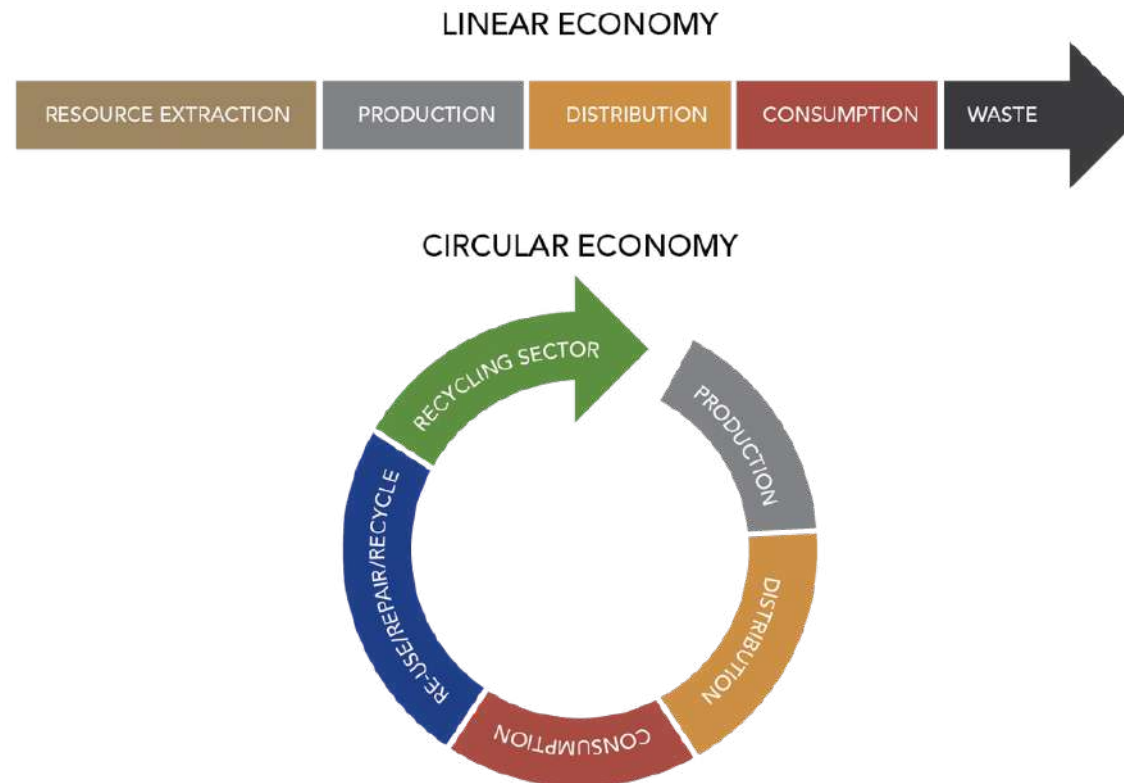 LINEAR ECONOMY
RESOURCE EXTRACTION
PRODUCTION
DISTRIBUTION
CONSUMPTION
WASTE
CIRCULAR ECONOMY
RECYCLING SECTOR
PRODUCTION
DISTRIBUTION
CONSUMPTION
RE-USE/REPAIR/RECYCLE